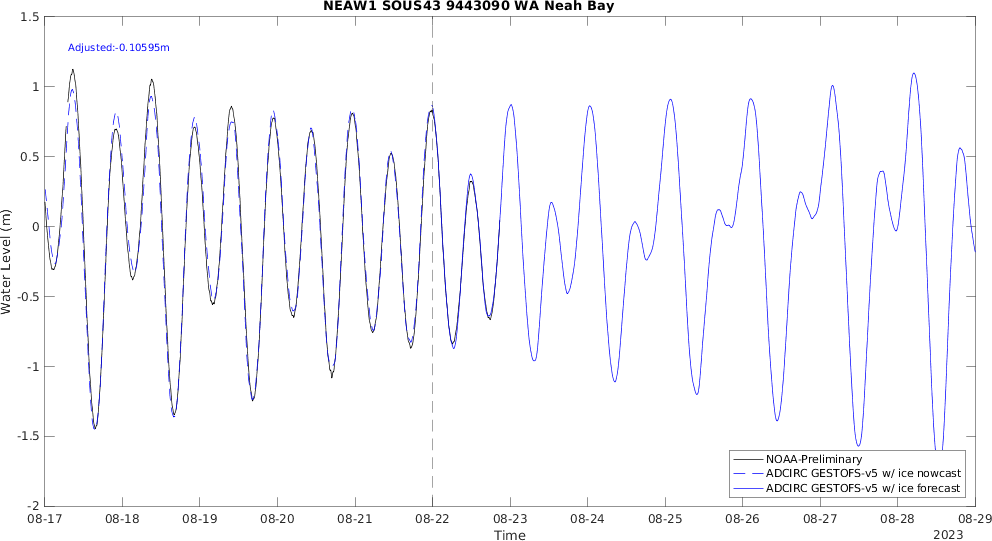 NEAW1 SOUS43 9443090 WA Neah Bay
Adjusted:-0.10595m
Water Level (m)
1.5
1
0.5
0
-0.5
-1
-1.5
-2
NOAA-Preliminary
ADCIRC GESTOFS-v5 w/ ice nowcast
ADCIRC GESTOFS-v5 w/ ice forecast
08-17 08-18 08-19 08-20 08-21 08-22 08-23 08-24 08-25 08-26 08-27 08-28 08-29
Time
2023